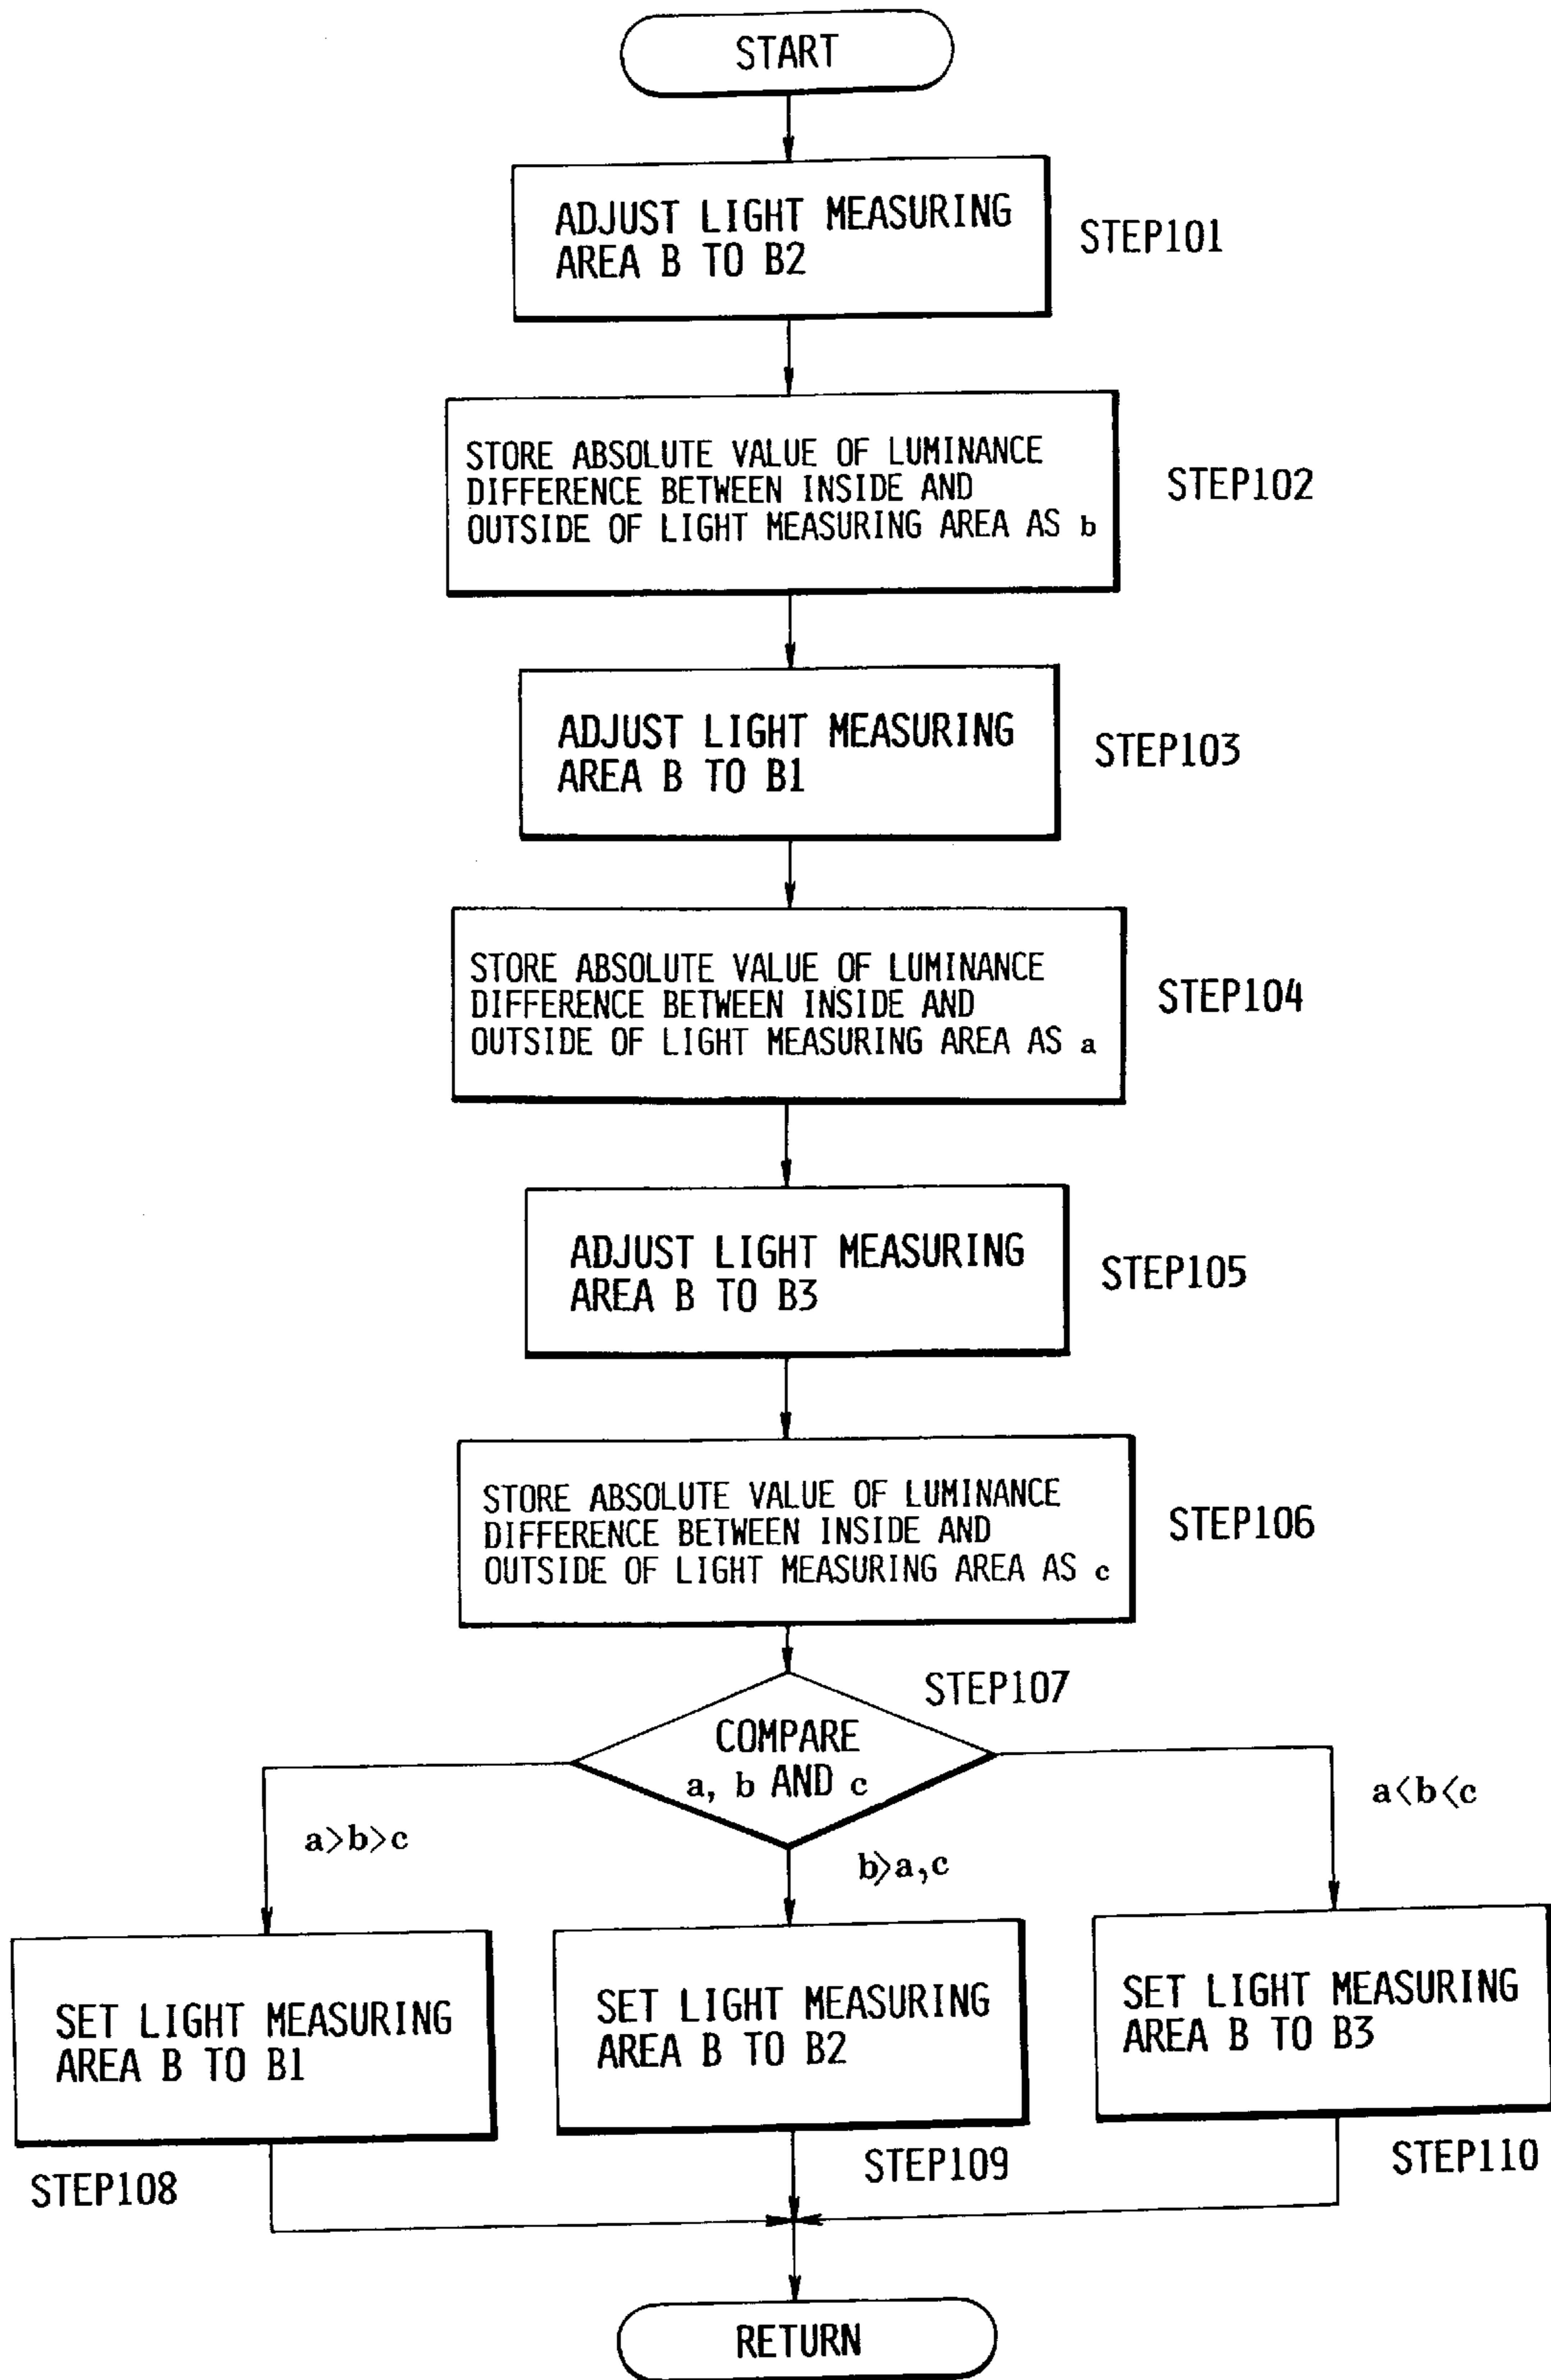 START
ADJUST LIGHT MEASURING
AREA B TO B2
STEP101
STORE ABSOLUTE VALUE OF LUMINANCE
DIFFERENCE BETWEEN INSIDE AND
OUTSIDE OF LIGHT MEASURING AREA AS b
STEP102
ADJUST LIGHT MEASURING
AREA B TO B1
STEP103
STORE ABSOLUTE VALUE OF LUMINANCE
DIFFERENCE BETWEEN INSIDE AND
OUTSIDE OF LIGHT MEASURING AREA AS a
STEP104
ADJUST LIGHT MEASURING
AREA B TO B3
STEP105
STORE ABSOLUTE VALUE OF LUMINANCE
DIFFERENCE BETWEEN INSIDE AND
OUTSIDE OF LIGHT MEASURING AREA AS c
STEP106
STEP107
COMPARE
a, b AND c
a>b>c
b>a,c
a<b<c
SET LIGHT MEASURING
AREA B TO B1
STEP108
SET LIGHT MEASURING
AREA B TO B2
STEP109
SET LIGHT MEASURING
AREA B TO B3
STEP110
RETURN